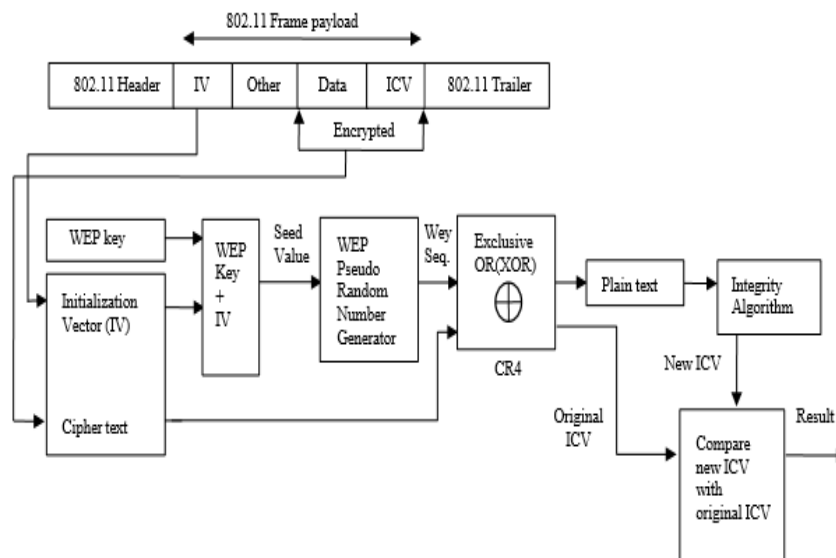 802.11 Frame payload
802.11 Header IV Other Data ICV 802.11 Trailer
Encrypted
WEP key
Initialization
Vector (IV)
Cipher text
WEP
Key
+
IV
Seed
Value
WEP
Pseudo
Random
Number
Generator
Wey
Seq.
Exclusive
OR(XOR)
CR4
Plain text
Integrity
Algorithm
New ICV
Original
ICV
Compare
new ICV
with
original ICV
Result